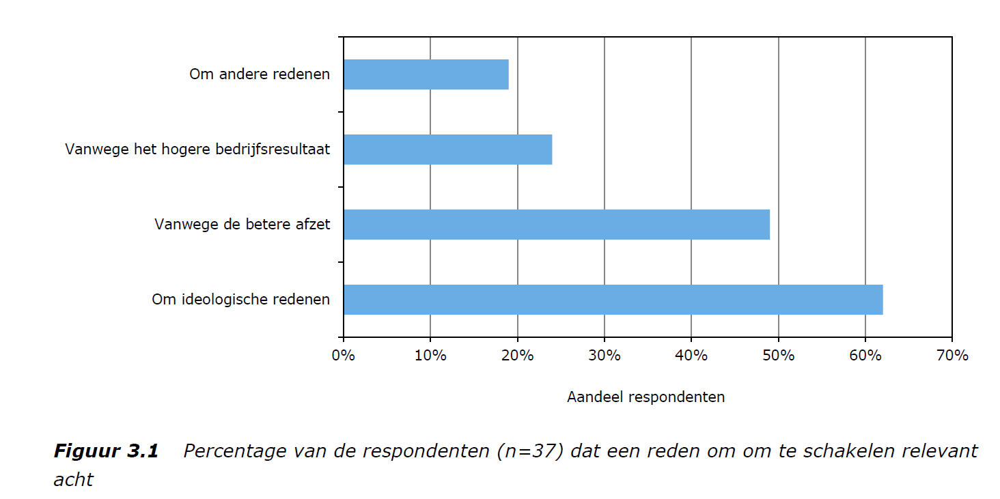 Om andere redenen
Vanwege het hogere bedrijfsresultaat
Vanwege de betere afzet
Om ideologische redenen
0% 10% 20% 30% 40% 50% 60% 70%
Aandeel respondenten
Figuur 3.1 Percentage van de respondenten (n=37) dat een reden om om te schakelen relevant
acht